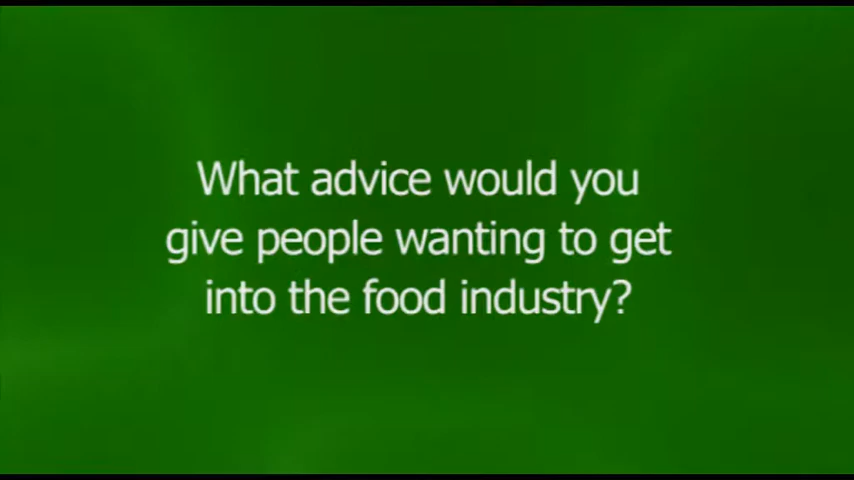 What advice would you
give people wanting to get
into the food industry?